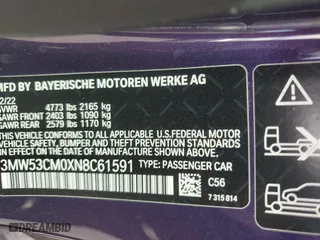 MFD BY BAYERISCHE MOTOREN WERKE AG
2/22
GVWR 4773 lbs 2165 kg
GAWR FRONT 2403 lbs 1090 kg
GAWR REAR 2579 lbs 1170 kg
THIS VEHICLE CONFORMS TO ALL APPLICABLE U.S.
FEDERAL MOTOR VEHICLE SAFETY, BUMPER AND
THEFT PREVENTION STANDARDS IN EFFECT ON THE
DATE OF MANUFACTURE SHOWN ABOVE.
3MW53CM0XN8C61591 TYPE: PASSENGER CAR
C56
7 315 814